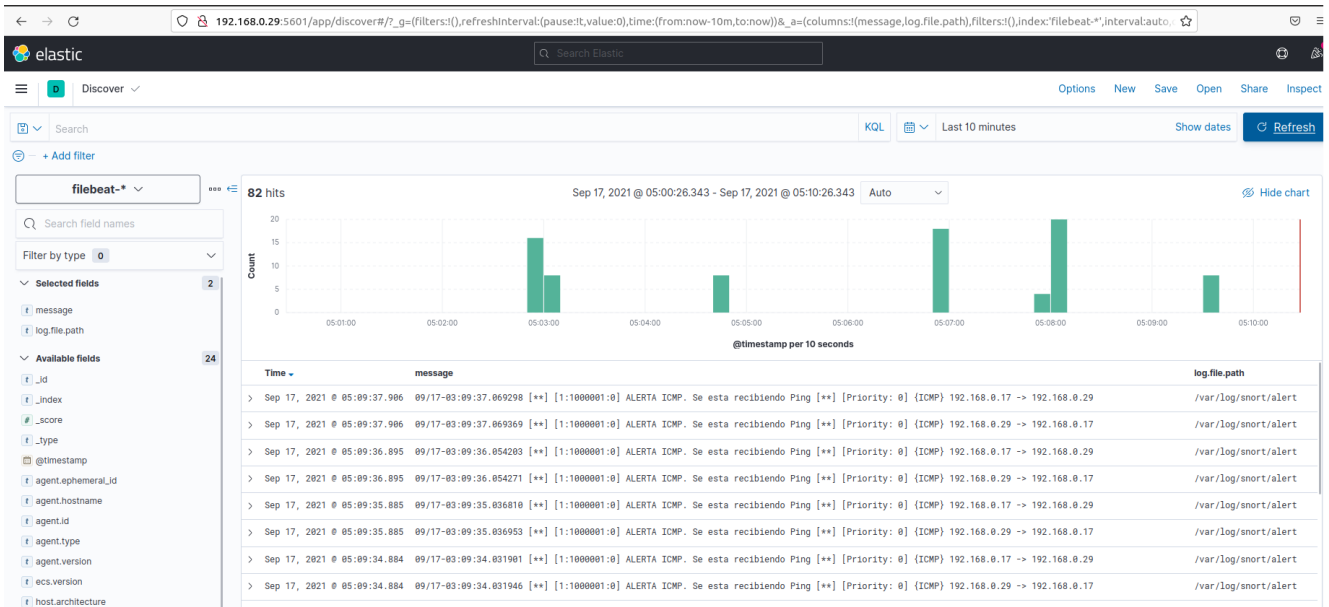 192.168.0.29:5601/app/discover#/?_g=(filters:!(),refreshInterval:(pause:!t,value:0),time:(from:now-10m,to:now))&_a=(columns:!(message,log.file.path),filters:!(),index:'filebeat-*',interval:auto,
elastic
Search Elastic
D Discover
Options New Save Open Share Inspect
Search
KQL
Last 10 minutes
Show dates
Refresh
+ Add filter
filebeat-*
82 hits
Sep 17, 2021 @ 05:00:26.343 - Sep 17, 2021 @ 05:10:26.343 Auto
Hide chart
Search field names
Filter by type 0
Selected fields 2
t message
t log.file.path
Available fields 24
t _id
t _index
# _score
t _type
@timestamp
t agent.ephemeral_id
t agent.hostname
t agent.id
t agent.type
t agent.version
t ecs.version
t host.architecture
Count
20
15
10
5
0
05:01:00 05:02:00 05:03:00 05:04:00 05:05:00 05:06:00 05:07:00 05:08:00 05:09:00 05:10:00
@timestamp per 10 seconds
Time message log.file.path
Sep 17, 2021 @ 05:09:37.906 09/17-03:09:37.069298 [**] [1:1000001:0] ALERTA ICMP. Se esta recibiendo Ping [**] [Priority: 0] {ICMP} 192.168.0.17 -> 192.168.0.29 /var/log/snort/alert
Sep 17, 2021 @ 05:09:37.906 09/17-03:09:37.069369 [**] [1:1000001:0] ALERTA ICMP. Se esta recibiendo Ping [**] [Priority: 0] {ICMP} 192.168.0.29 -> 192.168.0.17 /var/log/snort/alert
Sep 17, 2021 @ 05:09:36.895 09/17-03:09:36.054203 [**] [1:1000001:0] ALERTA ICMP. Se esta recibiendo Ping [**] [Priority: 0] {ICMP} 192.168.0.17 -> 192.168.0.29 /var/log/snort/alert
Sep 17, 2021 @ 05:09:36.895 09/17-03:09:36.054271 [**] [1:1000001:0] ALERTA ICMP. Se esta recibiendo Ping [**] [Priority: 0] {ICMP} 192.168.0.29 -> 192.168.0.17 /var/log/snort/alert
Sep 17, 2021 @ 05:09:35.885 09/17-03:09:35.036810 [**] [1:1000001:0] ALERTA ICMP. Se esta recibiendo Ping [**] [Priority: 0] {ICMP} 192.168.0.17 -> 192.168.0.29 /var/log/snort/alert
Sep 17, 2021 @ 05:09:35.885 09/17-03:09:35.036953 [**] [1:1000001:0] ALERTA ICMP. Se esta recibiendo Ping [**] [Priority: 0] {ICMP} 192.168.0.29 -> 192.168.0.17 /var/log/snort/alert
Sep 17, 2021 @ 05:09:34.884 09/17-03:09:34.031901 [**] [1:1000001:0] ALERTA ICMP. Se esta recibiendo Ping [**] [Priority: 0] {ICMP} 192.168.0.17 -> 192.168.0.29 /var/log/snort/alert
Sep 17, 2021 @ 05:09:34.884 09/17-03:09:34.031946 [**] [1:1000001:0] ALERTA ICMP. Se esta recibiendo Ping [**] [Priority: 0] {ICMP} 192.168.0.29 -> 192.168.0.17 /var/log/snort/alert